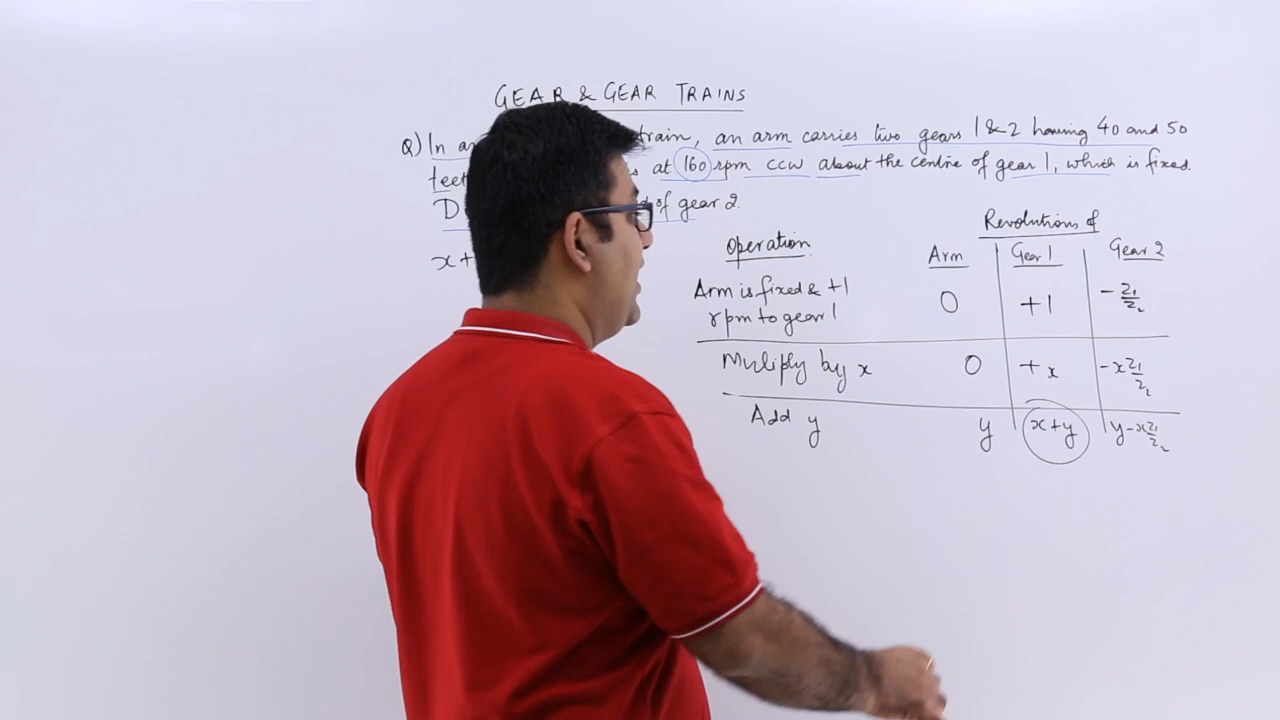 GEAR & GEAR TRAINS
Q) In an train, an arm carries two gears 1 & 2 having 40 and 50
teet at 160 rpm ccw about the centre of gear 1, which is fixed.
D of gear 2.
x+
Revolutions of
Operation Arm Gear 1 Gear 2
Arm is fixed & +1
rpm to gear 1 0 +1 -z1/z2
Muliply by x 0 +x -xz1/z2
Add y y x+y y-xz1/z2